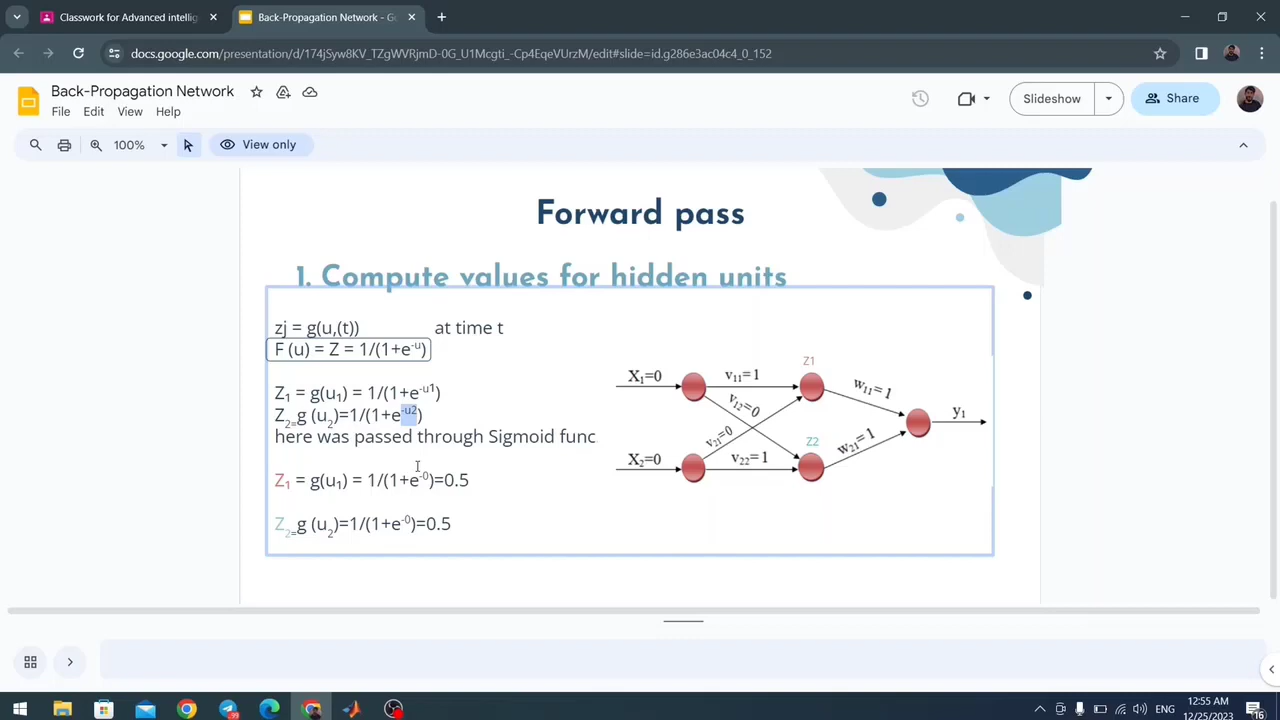 Classwork for Advanced intellig
Back-Propagation Network - Go
docs.google.com/presentation/d/174jSyw8KV_TZgWVRjmD-0G_U1Mcgti_-Cp4EqeVUrzM/edit#slide=id.g286e3ac04c4_0_152
Back-Propagation Network
File Edit View Help
Slideshow
Share
100%
View only
Forward pass
1. Compute values for hidden units
zj = g(u,(t)) at time t
F (u) = Z = 1/(1+e-u)
Z1 = g(u1) = 1/(1+e-u1)
Z2=g (u2)=1/(1+e-u2)
here was passed through Sigmoid func
Z1 = g(u1) = 1/(1+e-0)=0.5
Z2=g (u2)=1/(1+e-0)=0.5
Z1
X1=0
v11=1
w11=1
v12=0
y1
v21=0
Z2
w21=1
X2=0
v22=1
ENG
12:55 AM
12/25/2023
16